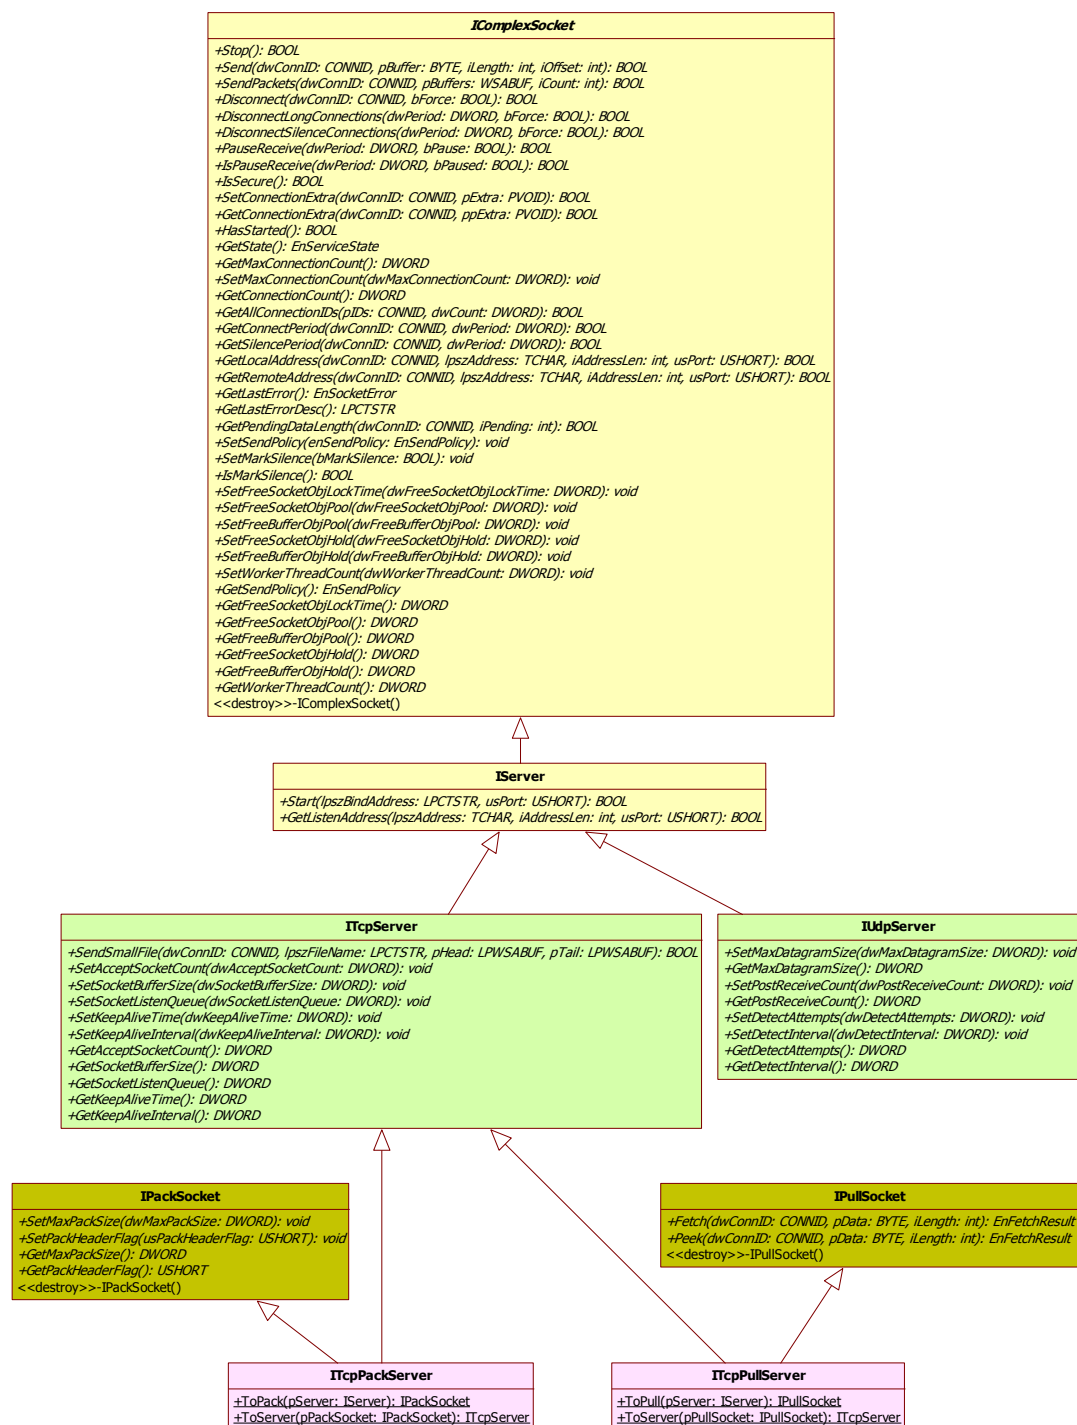 IComplexSocket
+Stop(): BOOL
+Send(dwConnID: CONNID, pBuffer: BYTE, iLength: int, iOffset: int): BOOL
+SendPackets(dwConnID: CONNID, pBuffers: WSABUF, iCount: int): BOOL
+Disconnect(dwConnID: CONNID, bForce: BOOL): BOOL
+DisconnectLongConnections(dwPeriod: DWORD, bForce: BOOL): BOOL
+DisconnectSilenceConnections(dwPeriod: DWORD, bForce: BOOL): BOOL
+PauseReceive(dwPeriod: DWORD, bPause: BOOL): BOOL
+IsPauseReceive(dwPeriod: DWORD, bPaused: BOOL): BOOL
+IsSecure(): BOOL
+SetConnectionExtra(dwConnID: CONNID, pExtra: PVOID): BOOL
+GetConnectionExtra(dwConnID: CONNID, ppExtra: PVOID): BOOL
+HasStarted(): BOOL
+GetState(): EnServiceState
+GetMaxConnectionCount(): DWORD
+SetMaxConnectionCount(dwMaxConnectionCount: DWORD): void
+GetConnectionCount(): DWORD
+GetAllConnectionIDs(pIDs: CONNID, dwCount: DWORD): BOOL
+GetConnectPeriod(dwConnID: CONNID, dwPeriod: DWORD): BOOL
+GetSilencePeriod(dwConnID: CONNID, dwPeriod: DWORD): BOOL
+GetLocalAddress(dwConnID: CONNID, lpszAddress: TCHAR, iAddressLen: int, usPort: USHORT): BOOL
+GetRemoteAddress(dwConnID: CONNID, lpszAddress: TCHAR, iAddressLen: int, usPort: USHORT): BOOL
+GetLastError(): EnSocketError
+GetLastErrorDesc(): LPCTSTR
+GetPendingDataLength(dwConnID: CONNID, iPending: int): BOOL
+SetSendPolicy(enSendPolicy: EnSendPolicy): void
+SetMarkSilence(bMarkSilence: BOOL): void
+IsMarkSilence(): BOOL
+SetFreeSocketObjLockTime(dwFreeSocketObjLockTime: DWORD): void
+SetFreeSocketObjPool(dwFreeSocketObjPool: DWORD): void
+SetFreeBufferObjPool(dwFreeBufferObjPool: DWORD): void
+SetFreeSocketObjHold(dwFreeSocketObjHold: DWORD): void
+SetFreeBufferObjHold(dwFreeBufferObjHold: DWORD): void
+SetWorkerThreadCount(dwWorkerThreadCount: DWORD): void
+GetSendPolicy(): EnSendPolicy
+GetFreeSocketObjLockTime(): DWORD
+GetFreeSocketObjPool(): DWORD
+GetFreeBufferObjPool(): DWORD
+GetFreeSocketObjHold(): DWORD
+GetFreeBufferObjHold(): DWORD
+GetWorkerThreadCount(): DWORD
<<destroy>>-IComplexSocket()
IServer
+Start(lpszBindAddress: LPCTSTR, usPort: USHORT): BOOL
+GetListenAddress(lpszAddress: TCHAR, iAddressLen: int, usPort: USHORT): BOOL
ITcpServer
+SendSmallFile(dwConnID: CONNID, lpszFileName: LPCTSTR, pHead: LPWSABUF, pTail: LPWSABUF): BOOL
+SetAcceptSocketCount(dwAcceptSocketCount: DWORD): void
+SetSocketBufferSize(dwSocketBufferSize: DWORD): void
+SetSocketListenQueue(dwSocketListenQueue: DWORD): void
+SetKeepAliveTime(dwKeepAliveTime: DWORD): void
+SetKeepAliveInterval(dwKeepAliveInterval: DWORD): void
+GetAcceptSocketCount(): DWORD
+GetSocketBufferSize(): DWORD
+GetSocketListenQueue(): DWORD
+GetKeepAliveTime(): DWORD
+GetKeepAliveInterval(): DWORD
IUdpServer
+SetMaxDatagramSize(dwMaxDatagramSize: DWORD): void
+GetMaxDatagramSize(): DWORD
+SetPostReceiveCount(dwPostReceiveCount: DWORD): void
+GetPostReceiveCount(): DWORD
+SetDetectAttempts(dwDetectAttempts: DWORD): void
+SetDetectInterval(dwDetectInterval: DWORD): void
+GetDetectAttempts(): DWORD
+GetDetectInterval(): DWORD
IPackSocket
+SetMaxPackSize(dwMaxPackSize: DWORD): void
+SetPackHeaderFlag(usPackHeaderFlag: USHORT): void
+GetMaxPackSize(): DWORD
+GetPackHeaderFlag(): USHORT
<<destroy>>-IPackSocket()
IPullSocket
+Fetch(dwConnID: CONNID, pData: BYTE, iLength: int): EnFetchResult
+Peek(dwConnID: CONNID, pData: BYTE, iLength: int): EnFetchResult
<<destroy>>-IPullSocket()
ITcpPackServer
+ToPack(pServer: IServer): IPackSocket
+ToServer(pPackSocket: IPackSocket): ITcpServer
ITcpPullServer
+ToPull(pServer: IServer): IPullSocket
+ToServer(pPullSocket: IPullSocket): ITcpServer